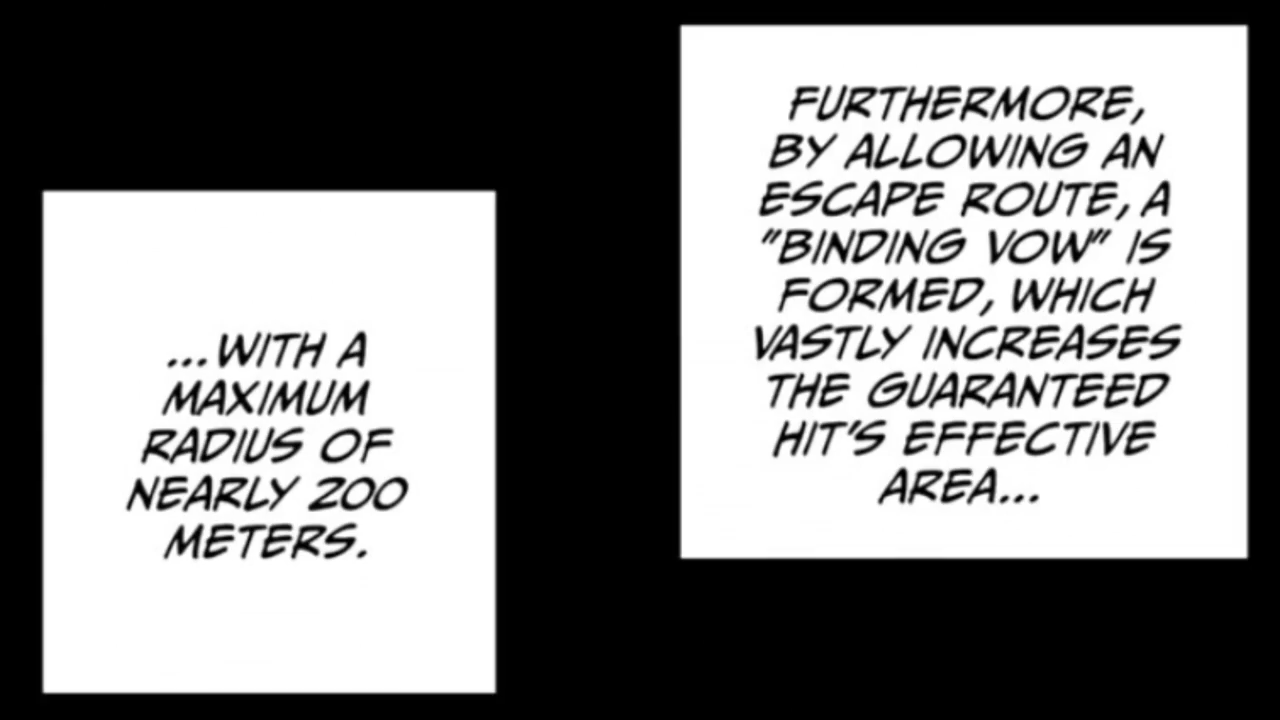 FURTHERMORE,
BY ALLOWING AN
ESCAPE ROUTE, A
"BINDING VOW" IS
FORMED, WHICH
VASTLY INCREASES
THE GUARANTEED
HIT'S EFFECTIVE
AREA...
...WITH A
MAXIMUM
RADIUS OF
NEARLY 200
METERS.